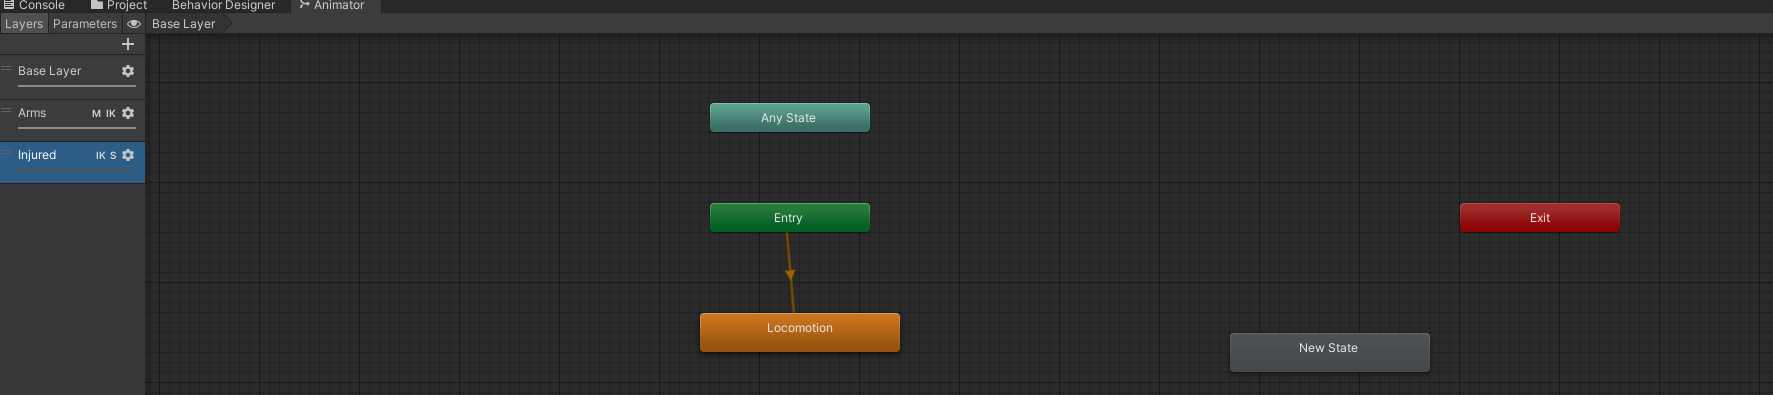 Console Project Behavior Designer Animator
Layers Parameters Base Layer
Base Layer
Arms M IK
Injured IK S
Any State
Entry
Exit
Locomotion
New State